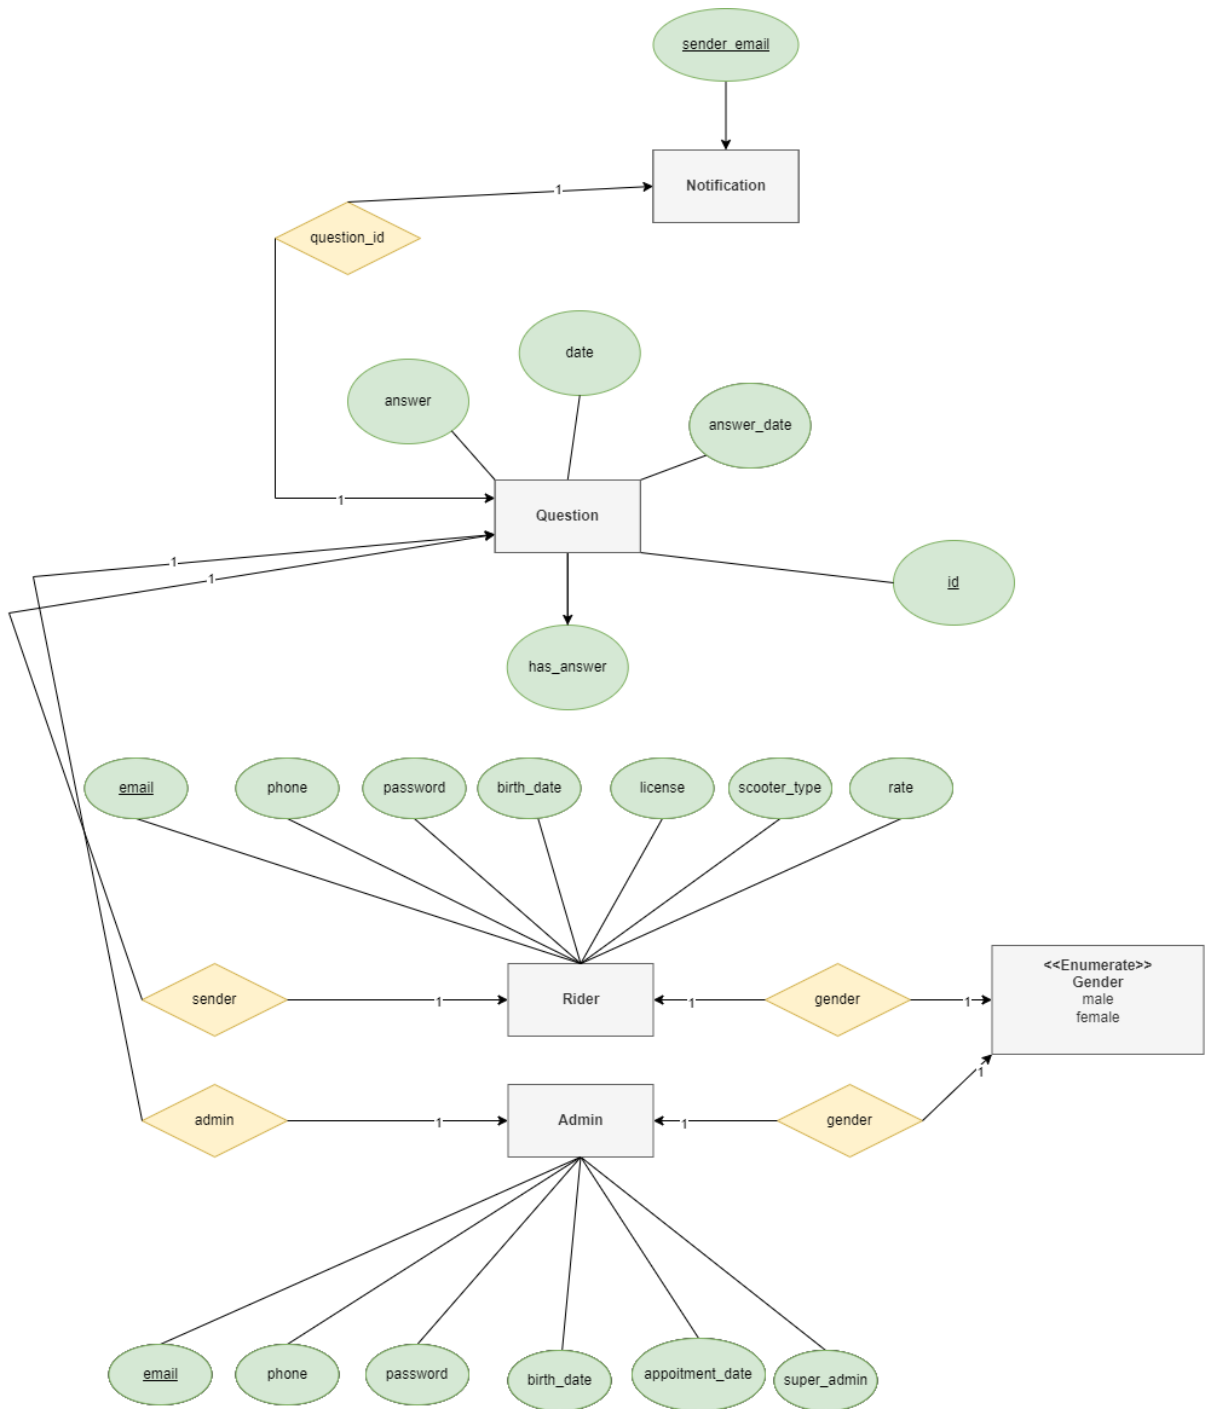 sender_email
Notification
1
question_id
date
answer
answer_date
1
Question
1
1
id
has_answer
email
phone
password
birth_date
license
scooter_type
rate
<<Enumerate>>
Gender
male
female
sender
1
Rider
1
gender
1
1
admin
1
Admin
1
gender
email
phone
password
birth_date
appoitment_date
super_admin